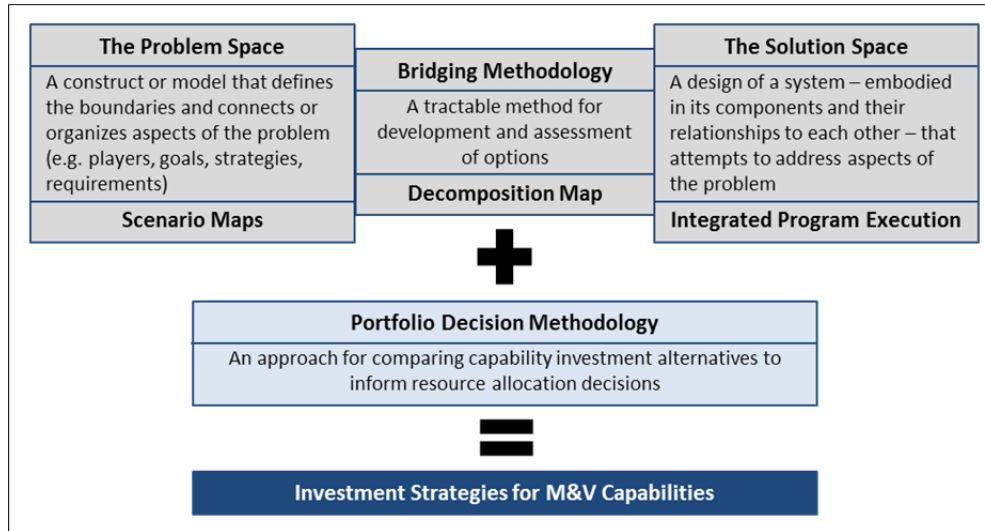 The Problem Space
A construct or model that defines
the boundaries and connects or
organizes aspects of the problem
(e.g. players, goals, strategies,
requirements)
Scenario Maps
Bridging Methodology
A tractable method for
development and assessment
of options
Decomposition Map
The Solution Space
A design of a system – embodied
in its components and their
relationships to each other – that
attempts to address aspects of
the problem
Integrated Program Execution
+
Portfolio Decision Methodology
An approach for comparing capability investment alternatives to
inform resource allocation decisions
=
Investment Strategies for M&V Capabilities